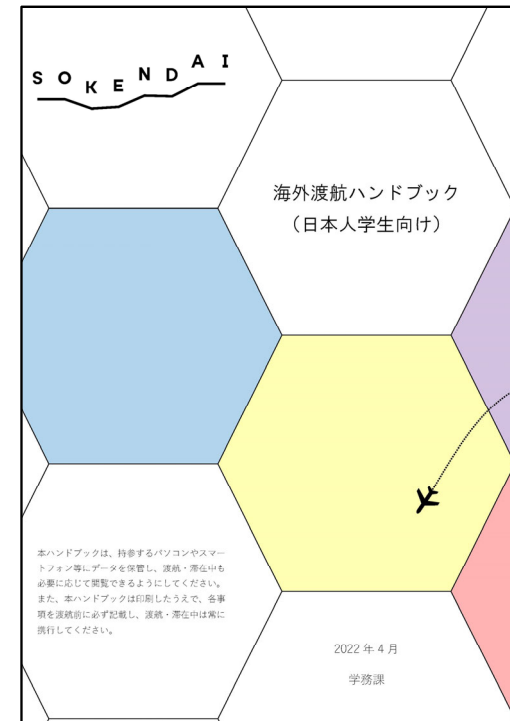 SOKENDAI
海外渡航ハンドブック
（日本人学生向け）
本ハンドブックは、持参するパソコンやスマー
トフォン等にデータを保管し、渡航・滞在中も
必要に応じて閲覧できるようにしてください。
また、本ハンドブックは印刷したうえで、各事
項を渡航前に必ず記載し、渡航・滞在中は常に
携行してください。
2022 年 4 月
学務課